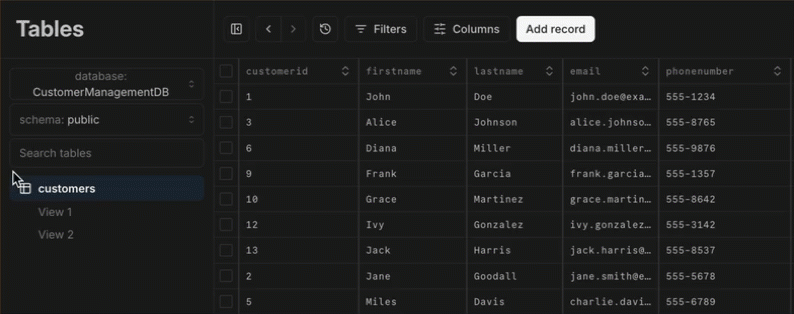 Tables
Filters
Columns
Add record
database:
CustomerManagementDB
schema: public
Search tables
customers
View 1
View 2
customerid firstname lastname email phonenumber
1 John Doe john.doe@exa… 555-1234
3 Alice Johnson alice.johnso… 555-8765
6 Diana Miller diana.miller… 555-9876
9 Frank Garcia frank.garcia… 555-1357
10 Grace Martinez grace.martin… 555-8642
12 Ivy Gonzalez ivy.gonzalez… 555-3142
13 Jack Harris jack.harris@… 555-8537
2 Jane Goodall jane.smith@e… 555-5678
5 Miles Davis charlie.davi… 555-6789